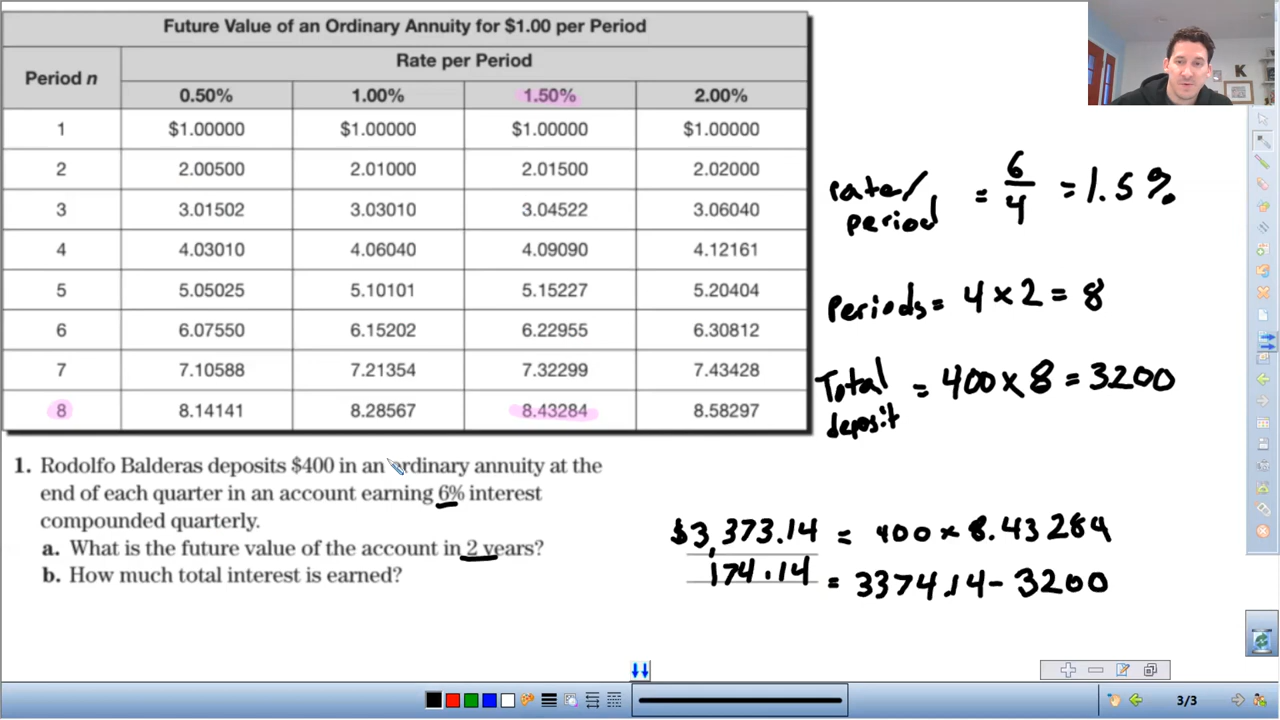 Future Value of an Ordinary Annuity for $1.00 per Period
Period n
Rate per Period
0.50% 1.00% 1.50% 2.00%
1 $1.00000 $1.00000 $1.00000 $1.00000
2 2.00500 2.01000 2.01500 2.02000
3 3.01502 3.03010 3.04522 3.06040
4 4.03010 4.06040 4.09090 4.12161
5 5.05025 5.10101 5.15227 5.20404
6 6.07550 6.15202 6.22955 6.30812
7 7.10588 7.21354 7.32299 7.43428
8 8.14141 8.28567 8.43284 8.58297
1. Rodolfo Balderas deposits $400 in an ordinary annuity at the
end of each quarter in an account earning 6% interest
compounded quarterly.
a. What is the future value of the account in 2 years?
b. How much total interest is earned?
K
rate/period = 6/4 = 1.5%
Periods = 4 x 2 = 8
Total deposit = 400 x 8 = 3200
$3,373.14 = 400 x 8.43284
174.14 = 3374.14 - 3200
3/3